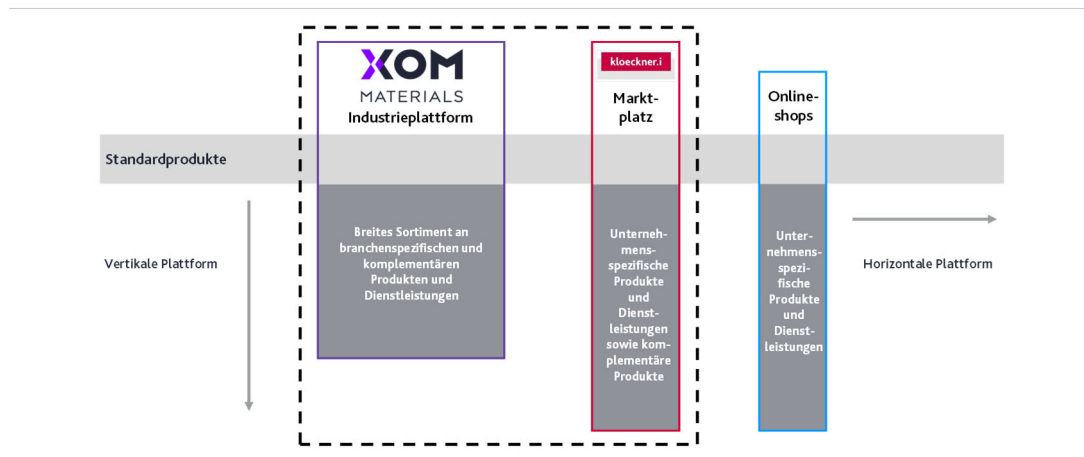 XOM
MATERIALS
Industrieplattform
kloeckner.i
Markt-
platz
Online-
shops
Standardprodukte
Vertikale Plattform
Breites Sortiment an
branchenspezifischen und
komplementären
Produkten und
Dienstleistungen
Unterneh-
mens-
spezifische
Produkte
und
Dienst-
leistungen
sowie kom-
plementäre
Produkte
Unter-
nehmens-
spezi-
fische
Produkte
und
Dienst-
leistungen
Horizontale Plattform